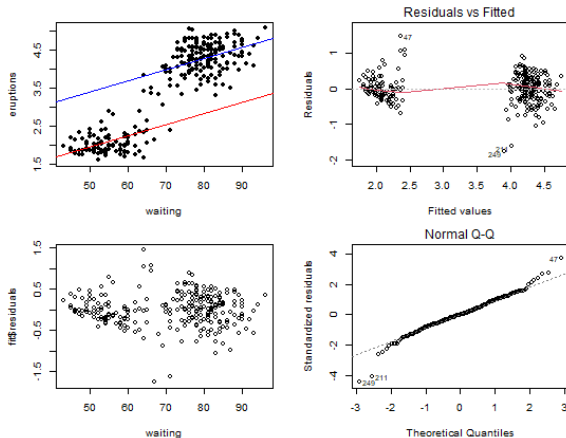 eruptions
1.5 2.5 3.5 4.5
50 60 70 80 90
waiting
Residuals vs Fitted
Residuals
-2 0 1
47
211
249
2.0 2.5 3.0 3.5 4.0 4.5
Fitted values
fit$residuals
-1.5 -0.5 0.5 1.5
50 60 70 80 90
waiting
Normal Q-Q
Standardized residuals
-4 -2 0 2 4
47
211
249
-3 -2 -1 0 1 2 3
Theoretical Quantiles